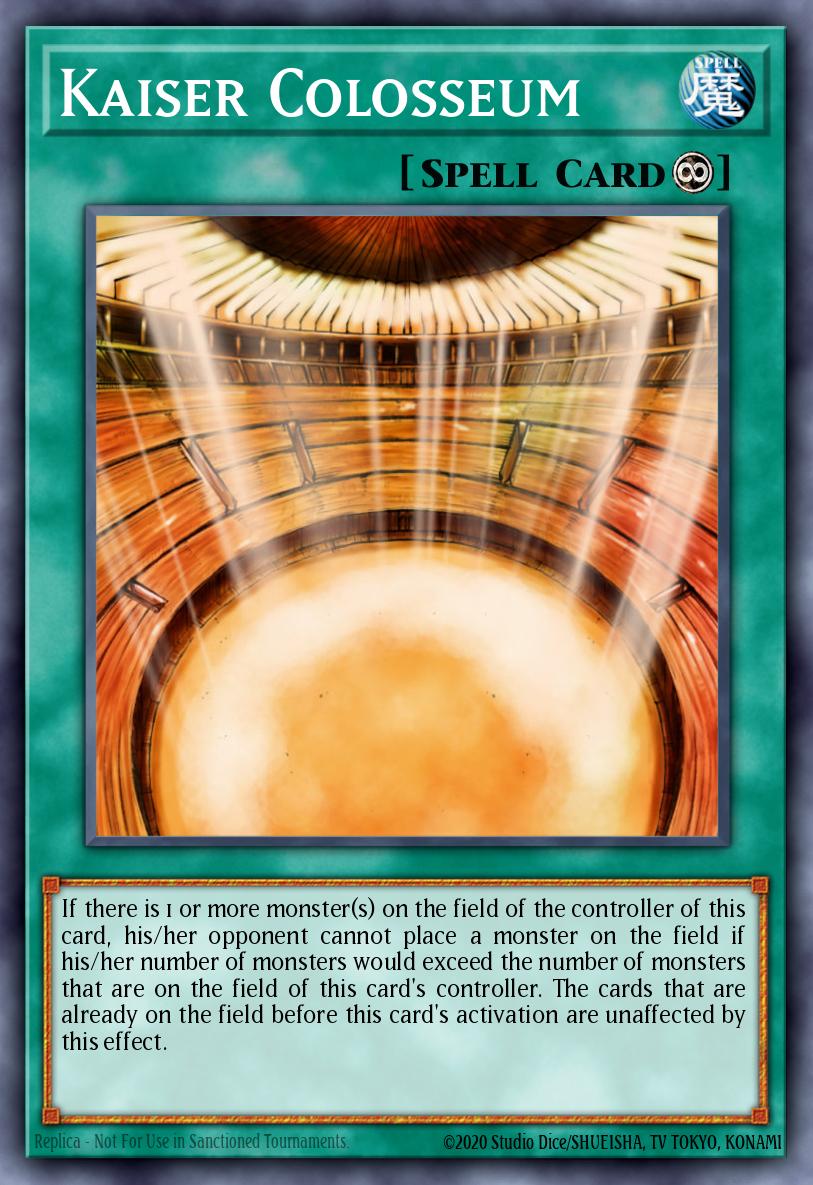 Kaiser Colosseum
SPELL
魔
[Spell Card]
If there is 1 or more monster(s) on the field of the controller of this
card, his/her opponent cannot place a monster on the field if
his/her number of monsters would exceed the number of monsters
that are on the field of this card's controller. The cards that are
already on the field before this card's activation are unaffected by
this effect.
Replica - Not For Use in Sanctioned Tournaments.
©2020 Studio Dice/SHUEISHA, TV TOKYO, KONAMI